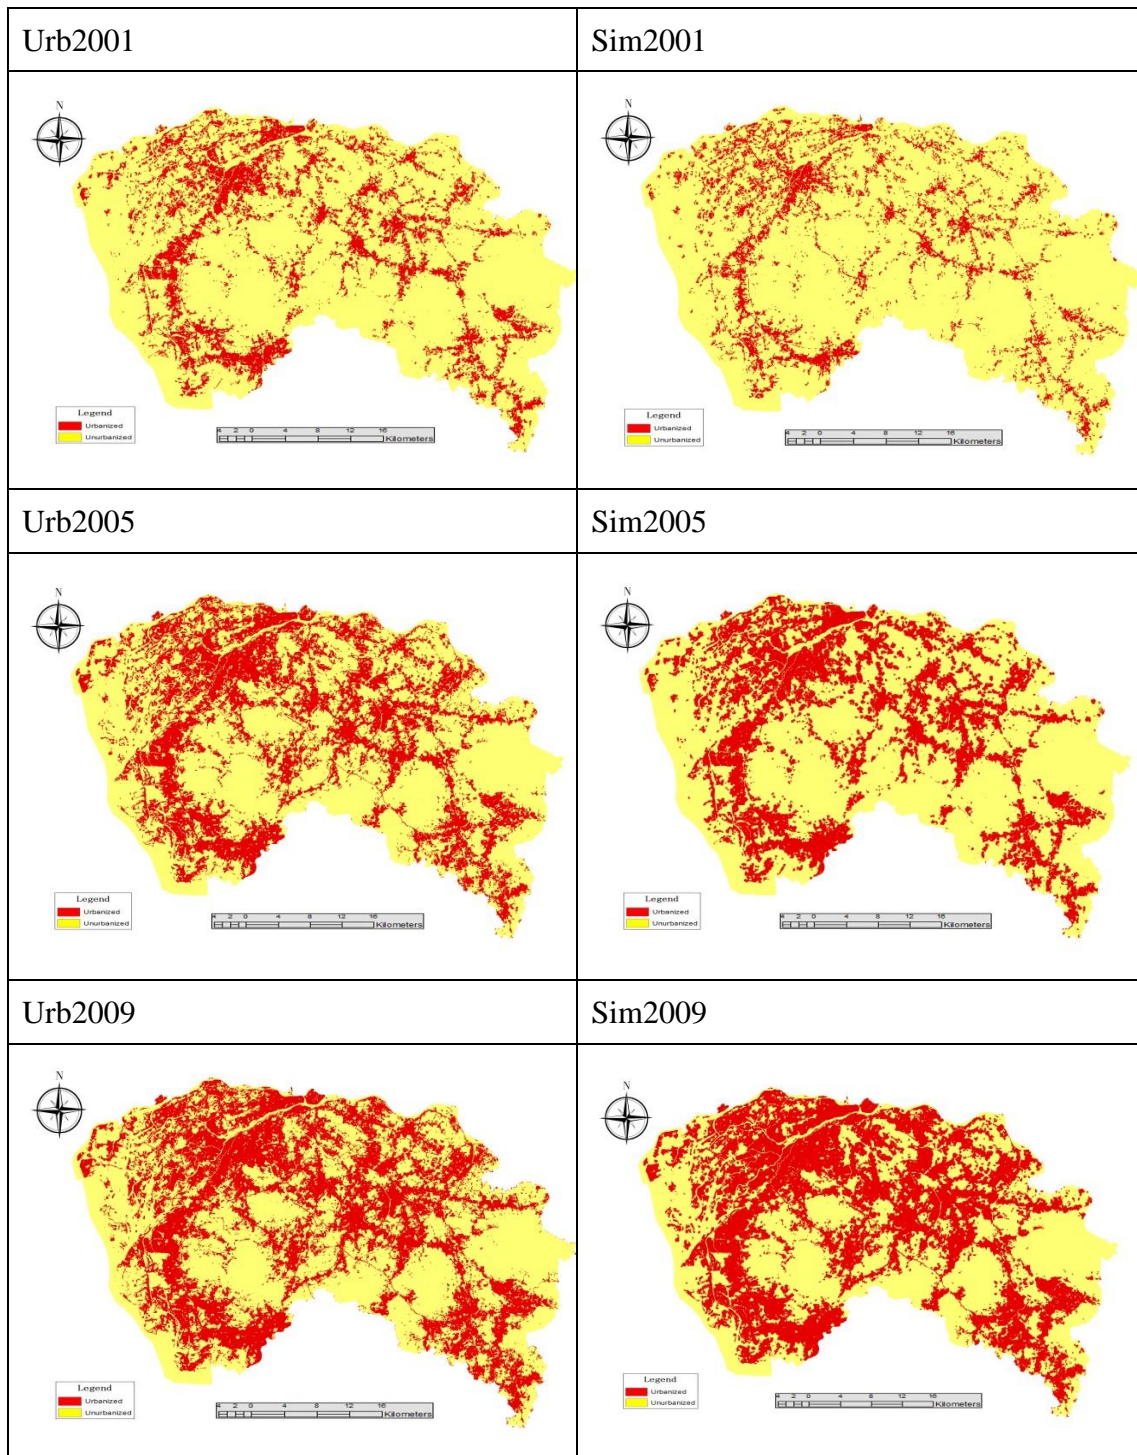 Urb2001
Sim2001
N
Legend
Urbanized
Unurbanized
4 2 0 4 8 12 16
Kilometers
N
Legend
Urbanized
Unurbanized
4 2 0 4 8 12 16
Kilometers
Urb2005
Sim2005
N
Legend
Urbanized
Unurbanized
4 2 0 4 8 12 16
Kilometers
N
Legend
Urbanized
Unurbanized
4 2 0 4 8 12 16
Kilometers
Urb2009
Sim2009
N
Legend
Urbanized
Unurbanized
4 2 0 4 8 12 16
Kilometers
N
Legend
Urbanized
Unurbanized
4 2 0 4 8 12 16
Kilometers